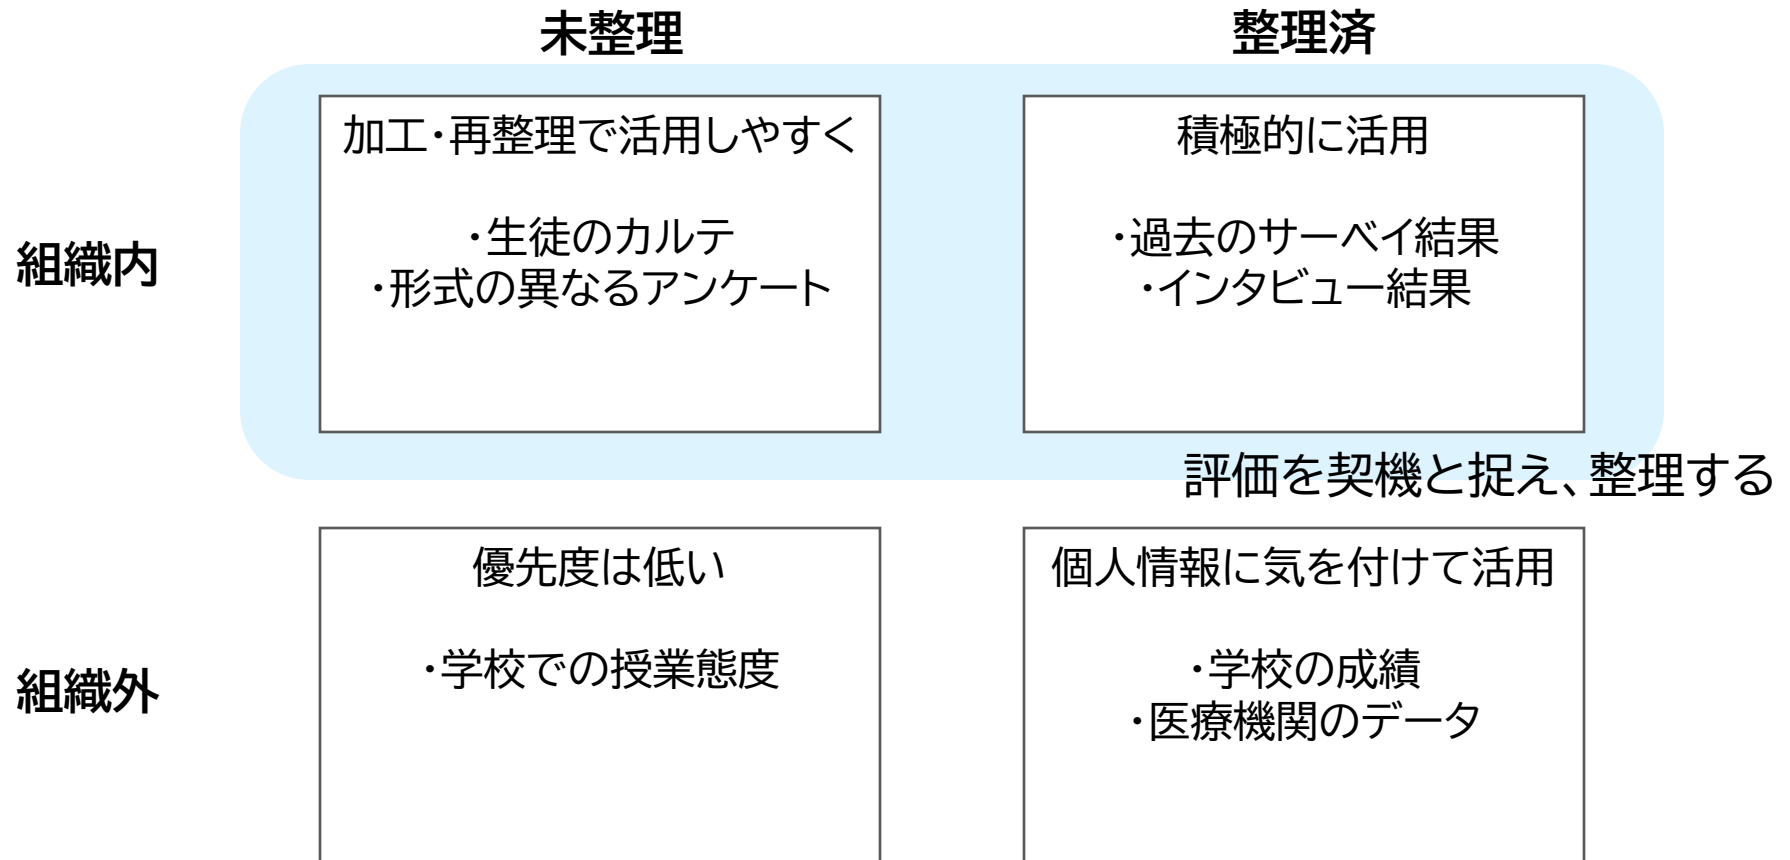 未整理
整理済
組織内
加工・再整理で活用しやすく
・生徒のカルテ
・形式の異なるアンケート
積極的に活用
・過去のサーベイ結果
・インタビュー結果
評価を契機と捉え、整理する
組織外
優先度は低い
・学校での授業態度
個人情報に気を付けて活用
・学校の成績
・医療機関のデータ